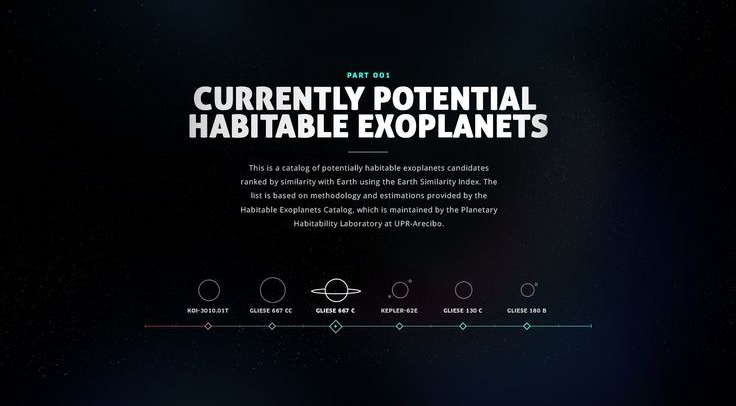 PART 001
CURRENTLY POTENTIAL
HABITABLE EXOPLANETS
This is a catalog of potentially habitable exoplanets candidates
ranked by similarity with Earth using the Earth Similarity Index. The
list is based on methodology and estimations provided by the
Habitable Exoplanets Catalog, which is maintained by the Planetary
Habitability Laboratory at UPR-Arecibo.
KOI-3010.01T GLIESE 667 CC GLIESE 667 C KEPLER-62E GLIESE 130 C GLIESE 180 B